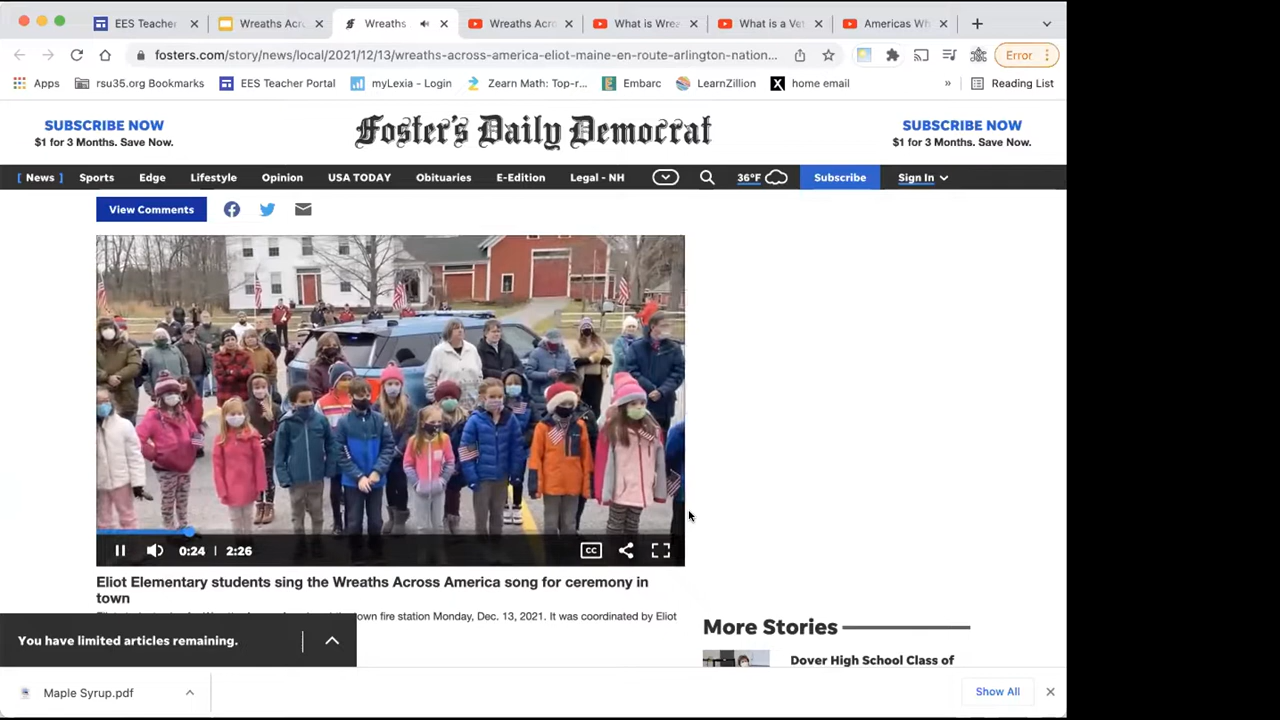 EES Teacher
Wreaths Acr
Wreaths
Wreaths Acr
What is Wrea
What is a Vet
Americas Wh
fosters.com/story/news/local/2021/12/13/wreaths-across-america-eliot-maine-en-route-arlington-nation...
Error
Apps rsu35.org Bookmarks EES Teacher Portal myLexia - Login Zearn Math: Top-r... Embarc LearnZillion home email » Reading List
SUBSCRIBE NOW
$1 for 3 Months. Save Now.
Foster's Daily Democrat
SUBSCRIBE NOW
$1 for 3 Months. Save Now.
[ News ] Sports Edge Lifestyle Opinion USA TODAY Obituaries E-Edition Legal - NH 36°F Subscribe Sign In
View Comments
0:24 | 2:26 CC
Eliot Elementary students sing the Wreaths Across America song for ceremony in
town
own fire station Monday, Dec. 13, 2021. It was coordinated by Eliot
You have limited articles remaining.
More Stories
Dover High School Class of
Maple Syrup.pdf
Show All